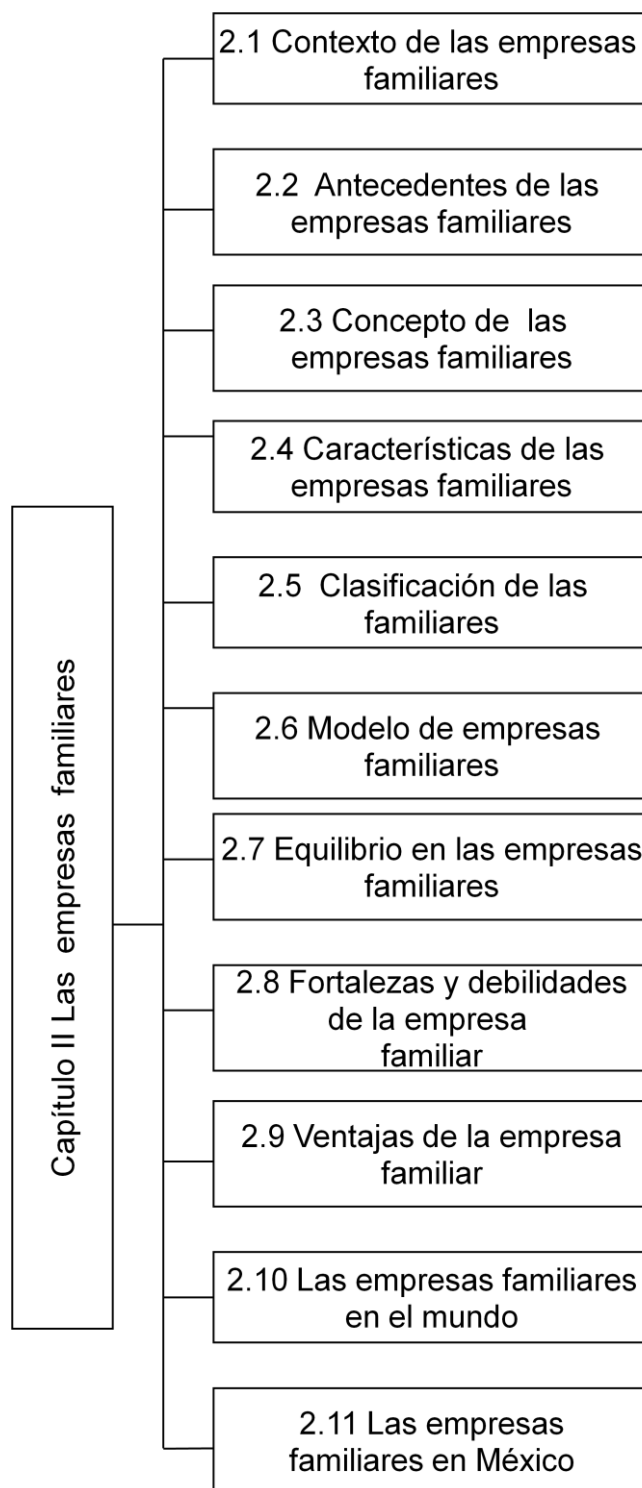 2.1 Contexto de las empresas
familiares
2.2 Antecedentes de las
empresas familiares
2.3 Concepto de las
empresas familiares
2.4 Característícas de las
empresas familiares
2.5 Clasificación de las
familiares
2.6 Modelo de empresas
familiares
2.7 Equilibrio en las empresas
familiares
2.8 Fortalezas y debilidades
de la empresa
familiar
2.9 Ventajas de la empresa
familiar
2.10 Las empresas familiares
en el mundo
2.11 Las empresas
familiares en México
Capítulo II Las empresas familiares